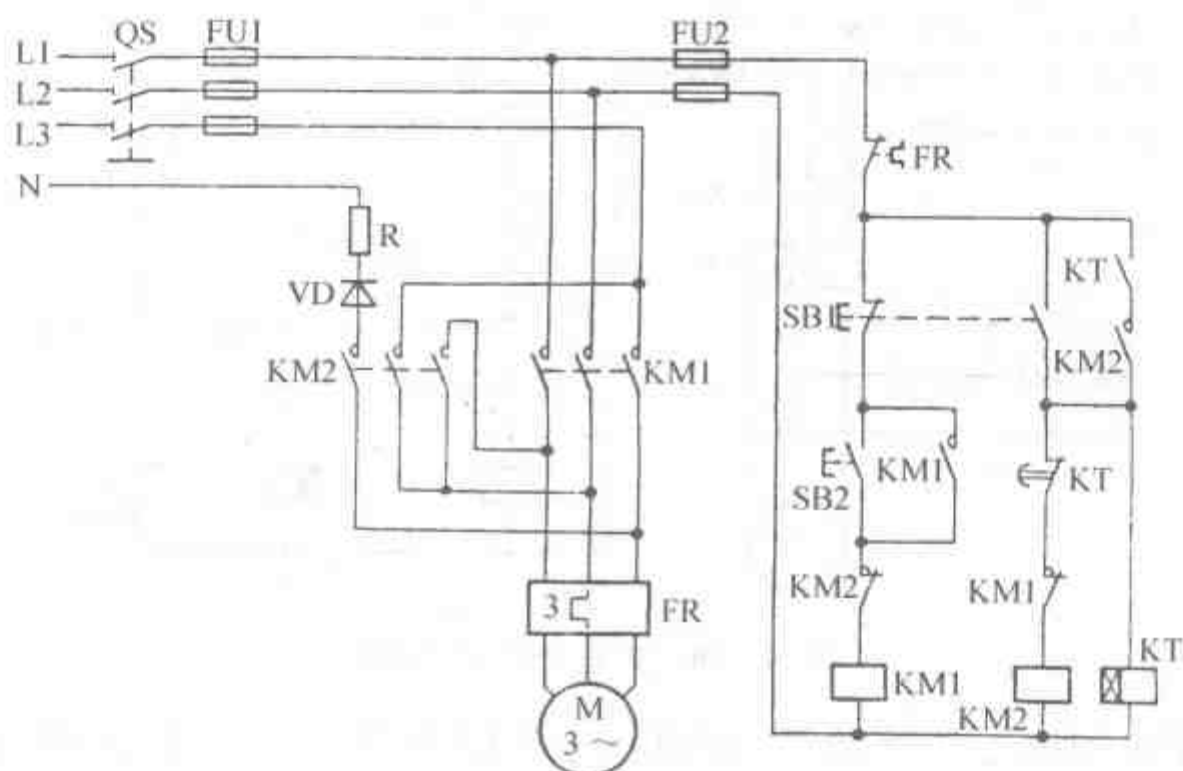 QS FU1 FU2
L1
L2
L3
FR
N
R
KT
VD
SB1
KM2 KM1 KM2
KM1 KT
SB2
KM2 KM1
3 FR
KT
KM1
M KM2
3 ~